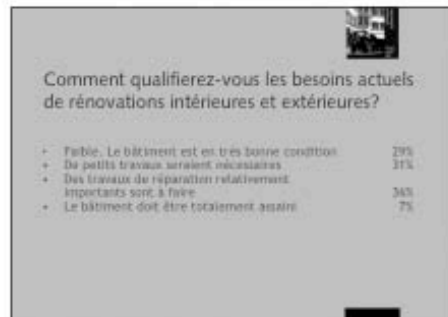 Comment qualifierez-vous les besoins actuels
de rénovations intérieures et extérieures?
• Faible. Le bâtiment est en très bonne condition 29%
• De petits travaux seraient nécessaires 31%
• Des travaux de réparation relativement
importants sont à faire 34%
• Le bâtiment doit être totalement assaini 7%